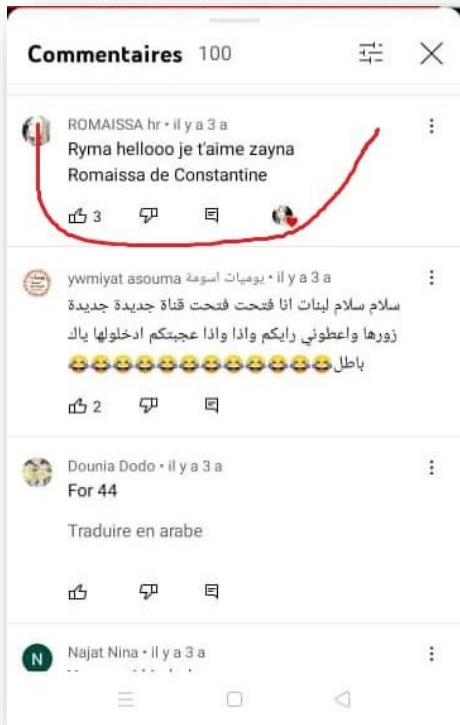 Commentaires 100
ROMAISSA hr • il y a 3 a
Ryma hellooo je t'aime zayna
Romaissa de Constantine
3
ywmiyat asouma يوميات اسومة • il y a 3 a
سلام سلام لبنات انا فتحت فتحت قناة جديدة جديدة
زورها واعطوني رايكم واذا واذا عجبتكم ادخلولها ياك
باطل😂😂😂😂😂😂😂😂😂😂😂😂
2
Dounia Dodo • il y a 3 a
For 44
Traduire en arabe
N
Najat Nina • il y a 3 a